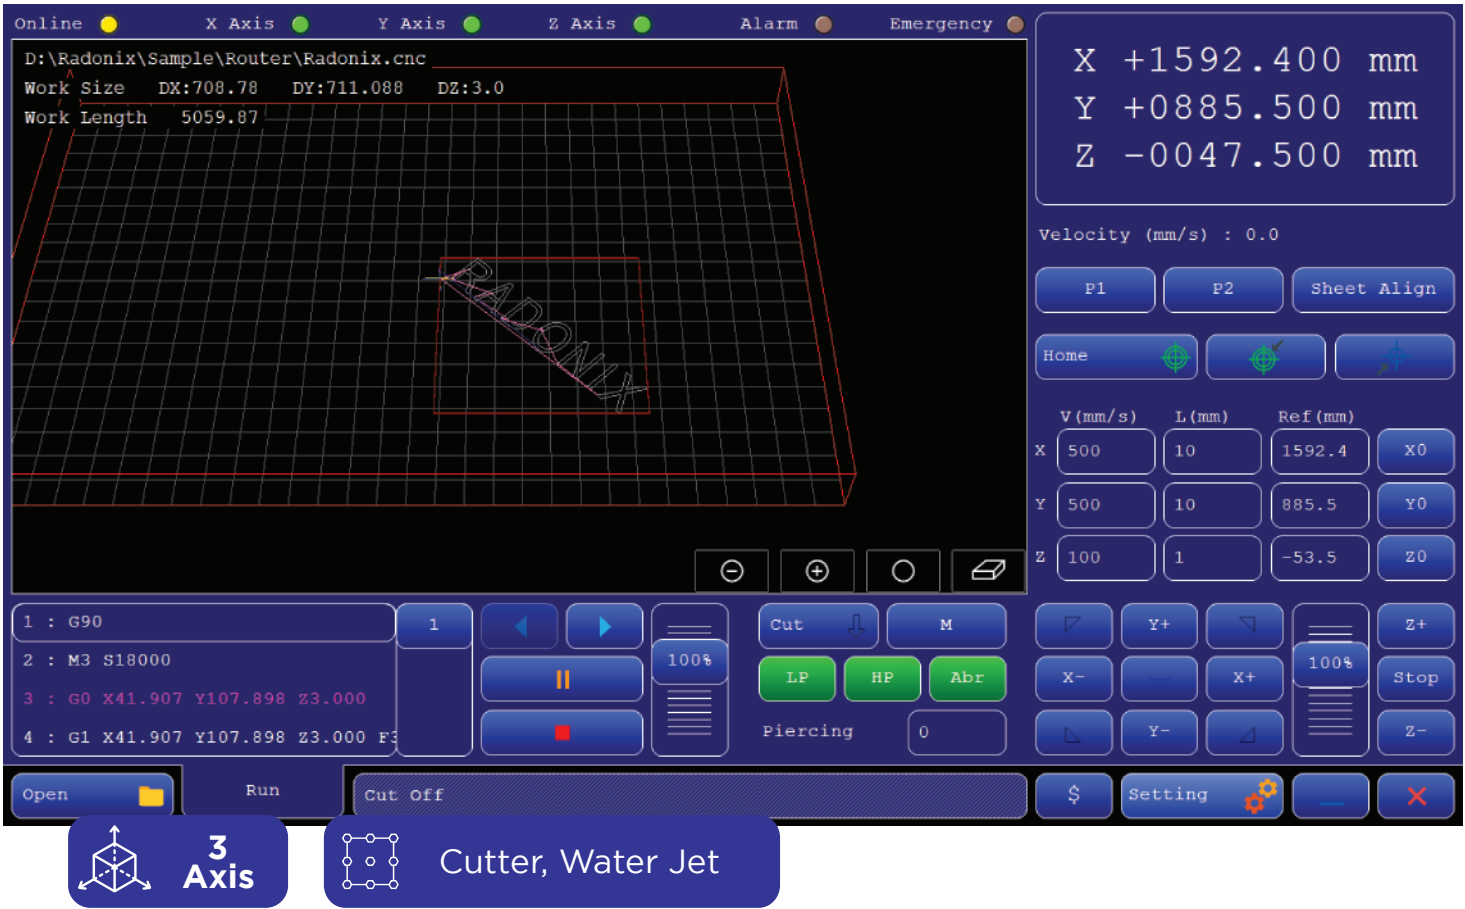 Online X Axis Y Axis Z Axis Alarm Emergency
D:\Radonix\Sample\Router\Radonix.cnc
Work Size DX:708.78 DY:711.088 DZ:3.0
Work Length 5059.87
RADONIX
X +1592.400 mm
Y +0885.500 mm
Z -0047.500 mm
Velocity (mm/s) : 0.0
P1 P2 Sheet Align
Home
V(mm/s) L(mm) Ref(mm)
X 500 10 1592.4 X0
Y 500 10 885.5 Y0
Z 100 1 -53.5 Z0
1 : G90
2 : M3 S18000
3 : G0 X41.907 Y107.898 Z3.000
4 : G1 X41.907 Y107.898 Z3.000 F3
1
100%
Cut M
LP HP Abr
Piercing 0
Y+ Z+
X- X+ 100% Stop
Y- Z-
Open Run Cut Off $ Setting
3
Axis
Cutter, Water Jet